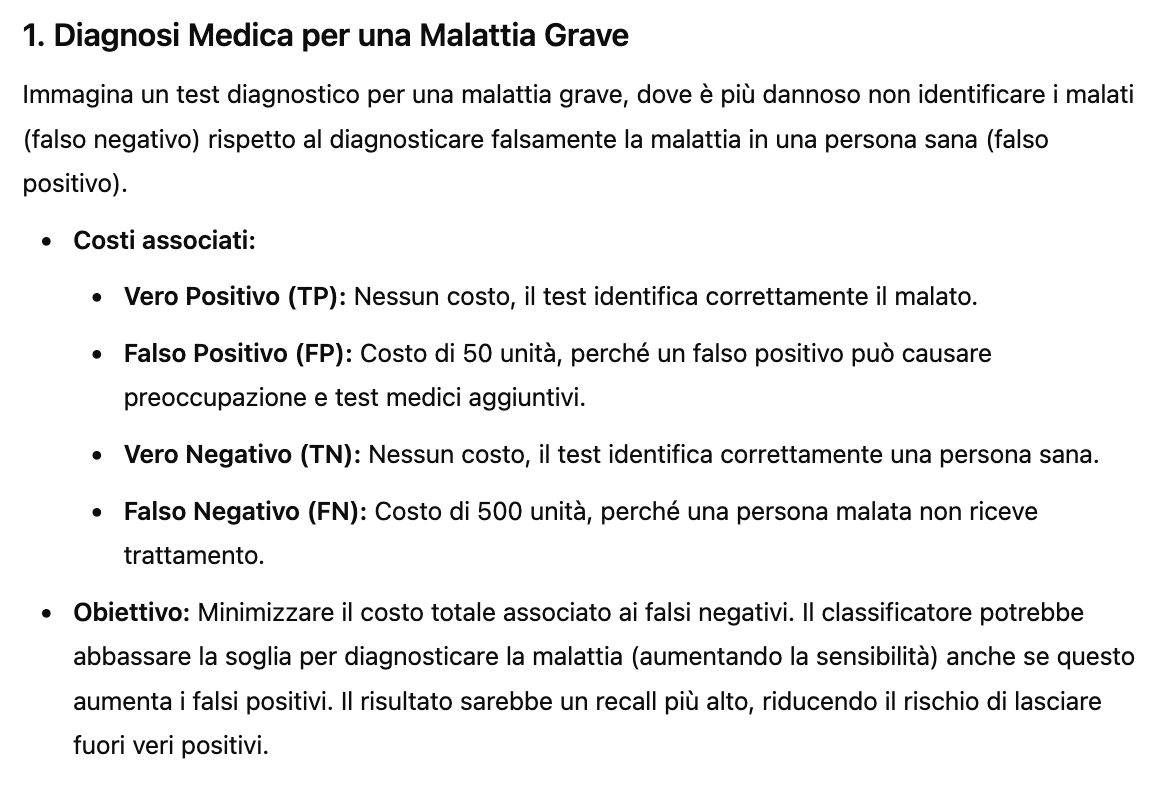 1. Diagnosi Medica per una Malattia Grave
Immagina un test diagnostico per una malattia grave, dove è più dannoso non identificare i malati
(falso negativo) rispetto al diagnosticare falsamente la malattia in una persona sana (falso
positivo).
• Costi associati:
• Vero Positivo (TP): Nessun costo, il test identifica correttamente il malato.
• Falso Positivo (FP): Costo di 50 unità, perché un falso positivo può causare
preoccupazione e test medici aggiuntivi.
• Vero Negativo (TN): Nessun costo, il test identifica correttamente una persona sana.
• Falso Negativo (FN): Costo di 500 unità, perché una persona malata non riceve
trattamento.
• Obiettivo: Minimizzare il costo totale associato ai falsi negativi. Il classificatore potrebbe
abbassare la soglia per diagnosticare la malattia (aumentando la sensibilità) anche se questo
aumenta i falsi positivi. Il risultato sarebbe un recall più alto, riducendo il rischio di lasciare
fuori veri positivi.